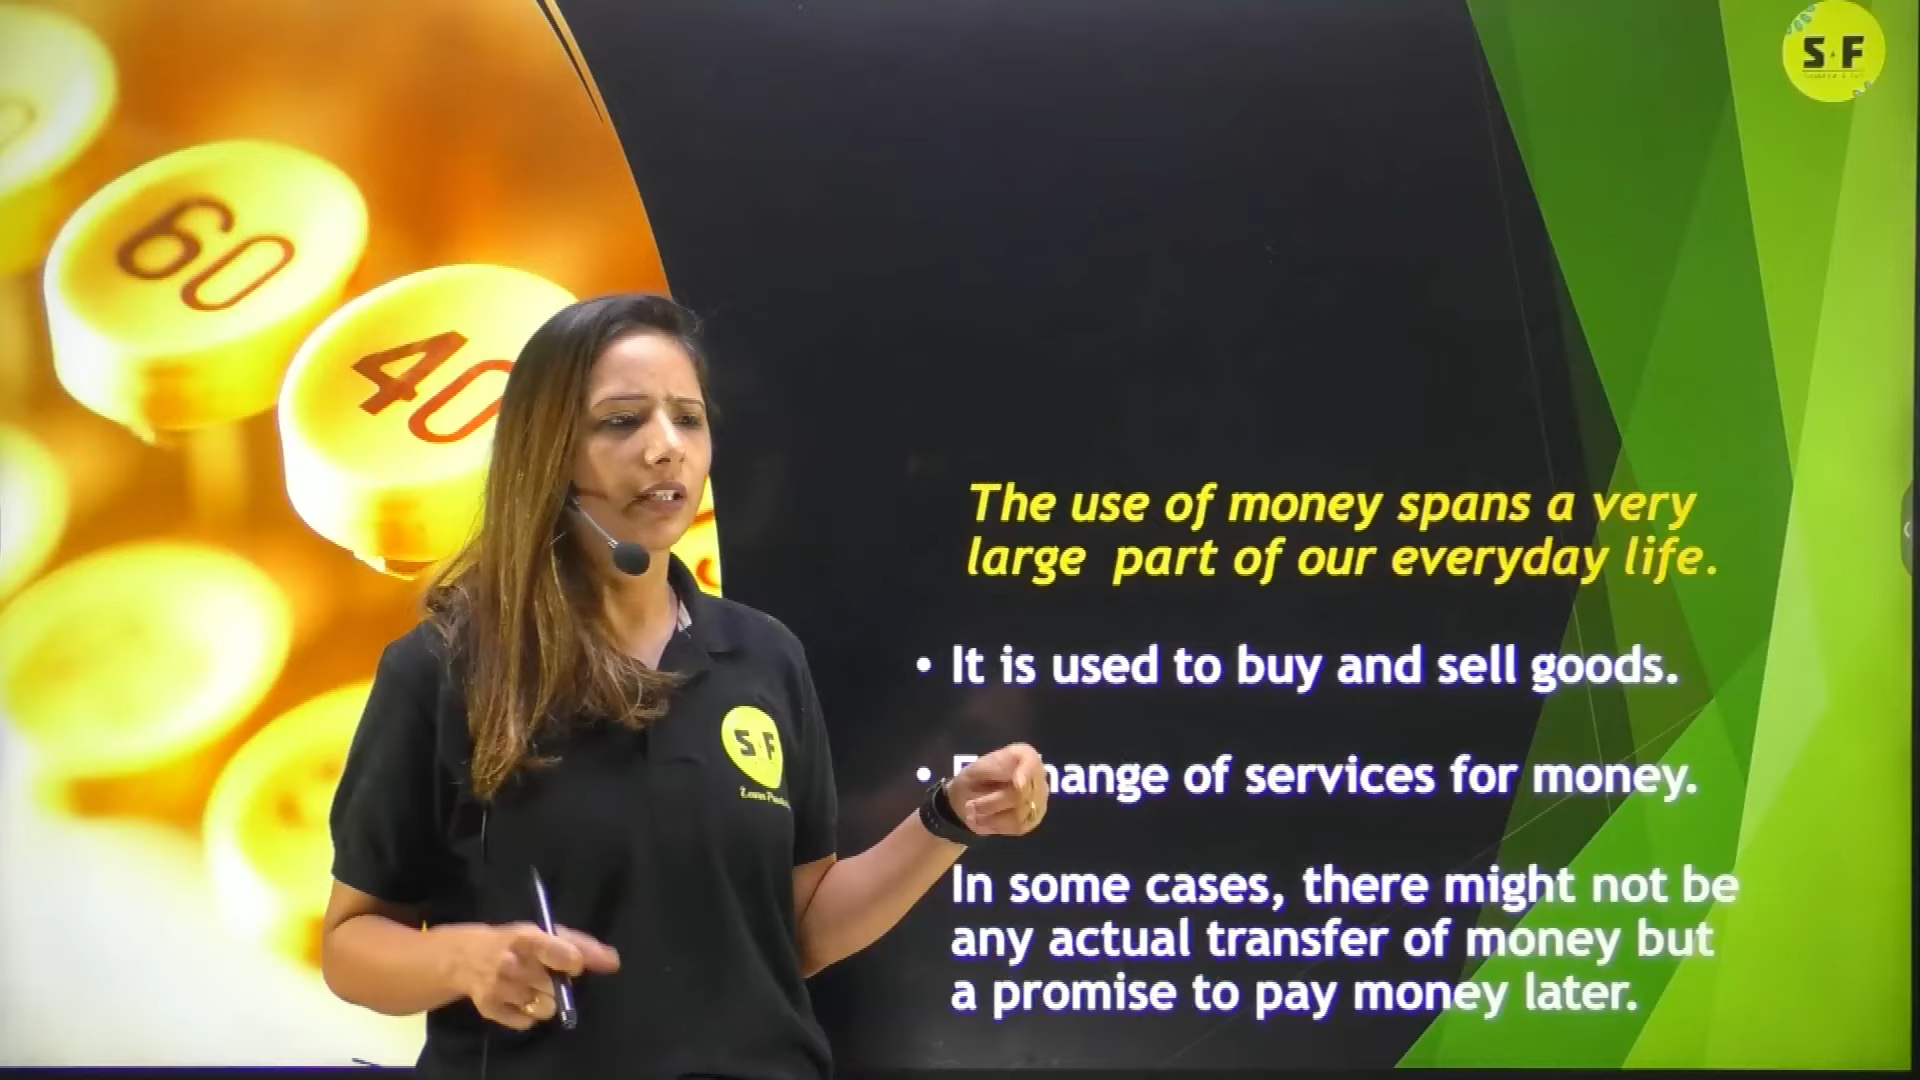 S·F
60
40
The use of money spans a very
large part of our everyday life.
• It is used to buy and sell goods.
S·F
• hange of services for money.
In some cases, there might not be
any actual transfer of money but
a promise to pay money later.